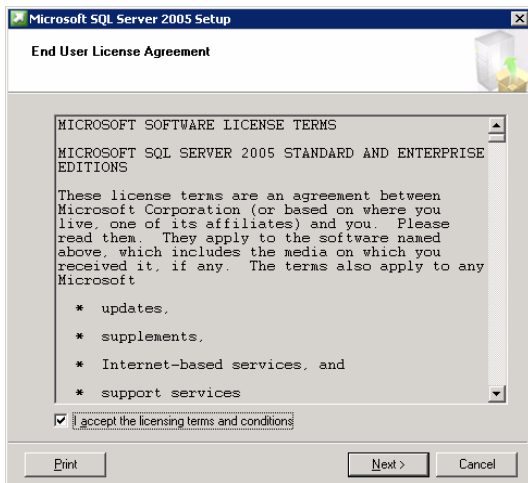 Microsoft SQL Server 2005 Setup
End User License Agreement
MICROSOFT SOFTWARE LICENSE TERMS
MICROSOFT SQL SERVER 2005 STANDARD AND ENTERPRISE
EDITIONS
These license terms are an agreement between
Microsoft Corporation (or based on where you
live, one of its affiliates) and you.  Please
read them.  They apply to the software named
above, which includes the media on which you
received it, if any.  The terms also apply to any
Microsoft
* updates,
* supplements,
* Internet-based services, and
* support services
I accept the licensing terms and conditions
Print
Next >
Cancel